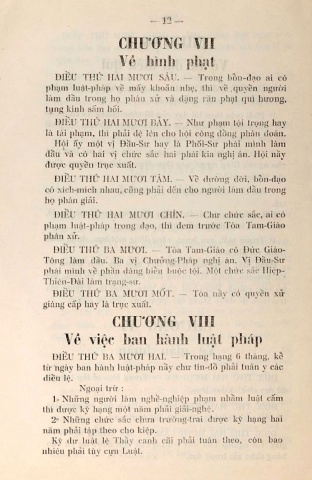 — 12 —
CHƯƠNG VII
Về hình phạt
ĐIỀU THỨ HAI MƯƠI SÁU. — Trong bổn-đạo ai có
phạm luật-pháp về mấy khoản nhẹ, thì về quyền người
làm đầu trong họ phân xử và dặng răn phạt quì hương,
tụng kinh sám hối.
ĐIỀU THỨ HAI MƯƠI BẢY. — Như phạm tội trọng hay
là tái phạm, thì phải đệ lên cho hội công đồng phán đoán.
Hội ấy một vị Đầu-Sư hay là Phối-Sư phái mình làm
đầu và có hai vị chức sắc hai phái kia nghị án. Hội nầy
được quyền trục xuất.
ĐIỀU THỨ HAI MƯƠI TÁM. — Về đường đời, bổn-đạo
có xích-mích nhau, cũng phải đến cho người làm đầu trong
họ phân giải.
ĐIỀU THỨ HAI MƯƠI CHÍN. — Chư chức sắc, ai có
phạm luật-pháp trong đạo, thì đem trước Tòa Tam-Giáo
phân xử.
ĐIỀU THỨ BA MƯƠI. — Tòa Tam-Giáo có Đức Giáo-
Tông làm đầu. Ba vị Chưởng-Pháp nghị án. Vị Đầu-Sư
phái mình về phần dâng biểu buộc tội. Một chức sắc Hiệp-
Thiên-Đài làm trạng-sư.
ĐIỀU THỨ BA MƯƠI MỐT. — Tòa nầy có quyền xử
giáng cấp hay là trục xuất.
CHƯƠNG VIII
Về việc ban hành luật pháp
ĐIỀU THỨ BA MƯƠI HAI. — Trong hạng 6 tháng, kể
từ ngày ban hành luật-pháp nầy chư tín-đồ phải tuân y các
điều lệ.
Ngoại trừ :
1- Những người làm nghề-nghiệp phạm nhằm luật cấm
thì được kỳ hạng một năm phải giải-nghệ.
2º Những chức sắc chưa trường-trai được kỳ hạng hai
năm phải tập theo cho kiệp.
Kỳ dư luật lệ Thầy canh cải phải tuân theo, còn bao
nhiêu phải tùy cựu Luật.